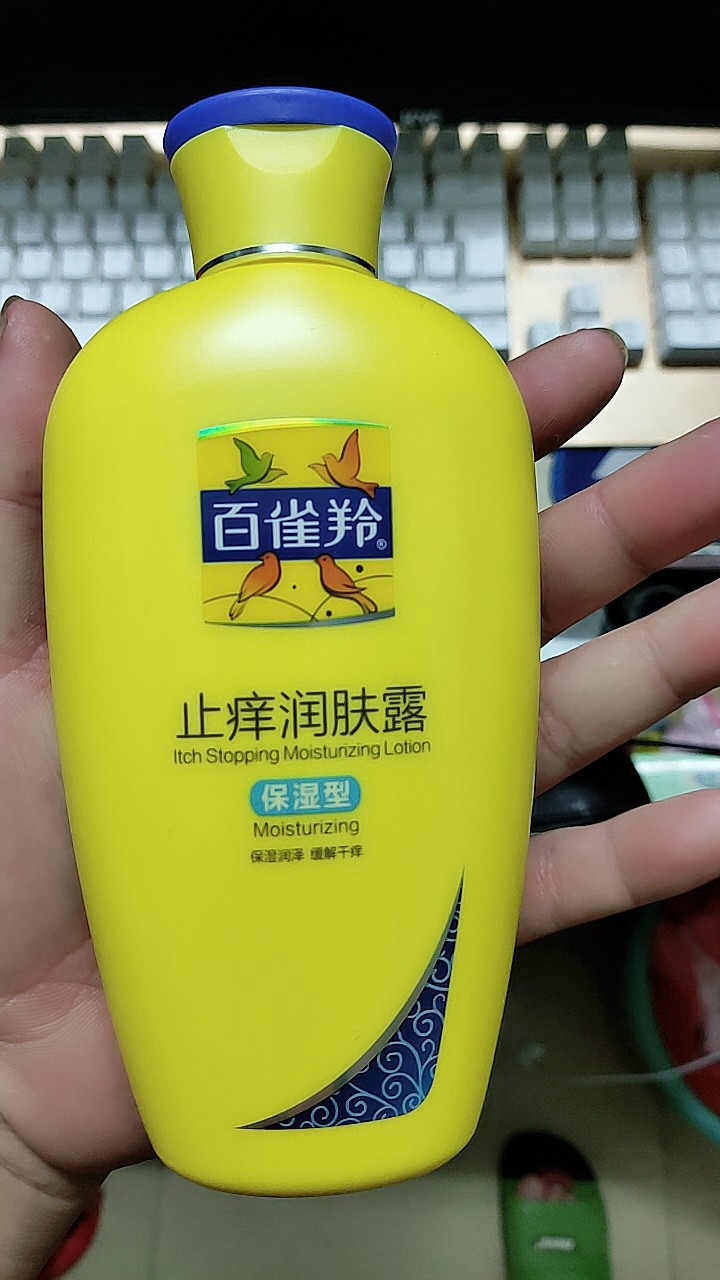 百雀羚®
止痒润肤露
Itch Stopping Moisturizing Lotion
保湿型
Moisturizing
保湿润泽 缓解干痒